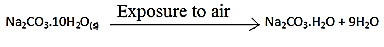 Na₂CO₃.10H₂O₍ₛ₎ Exposure to air Na₂CO₃.H₂O + 9H₂O